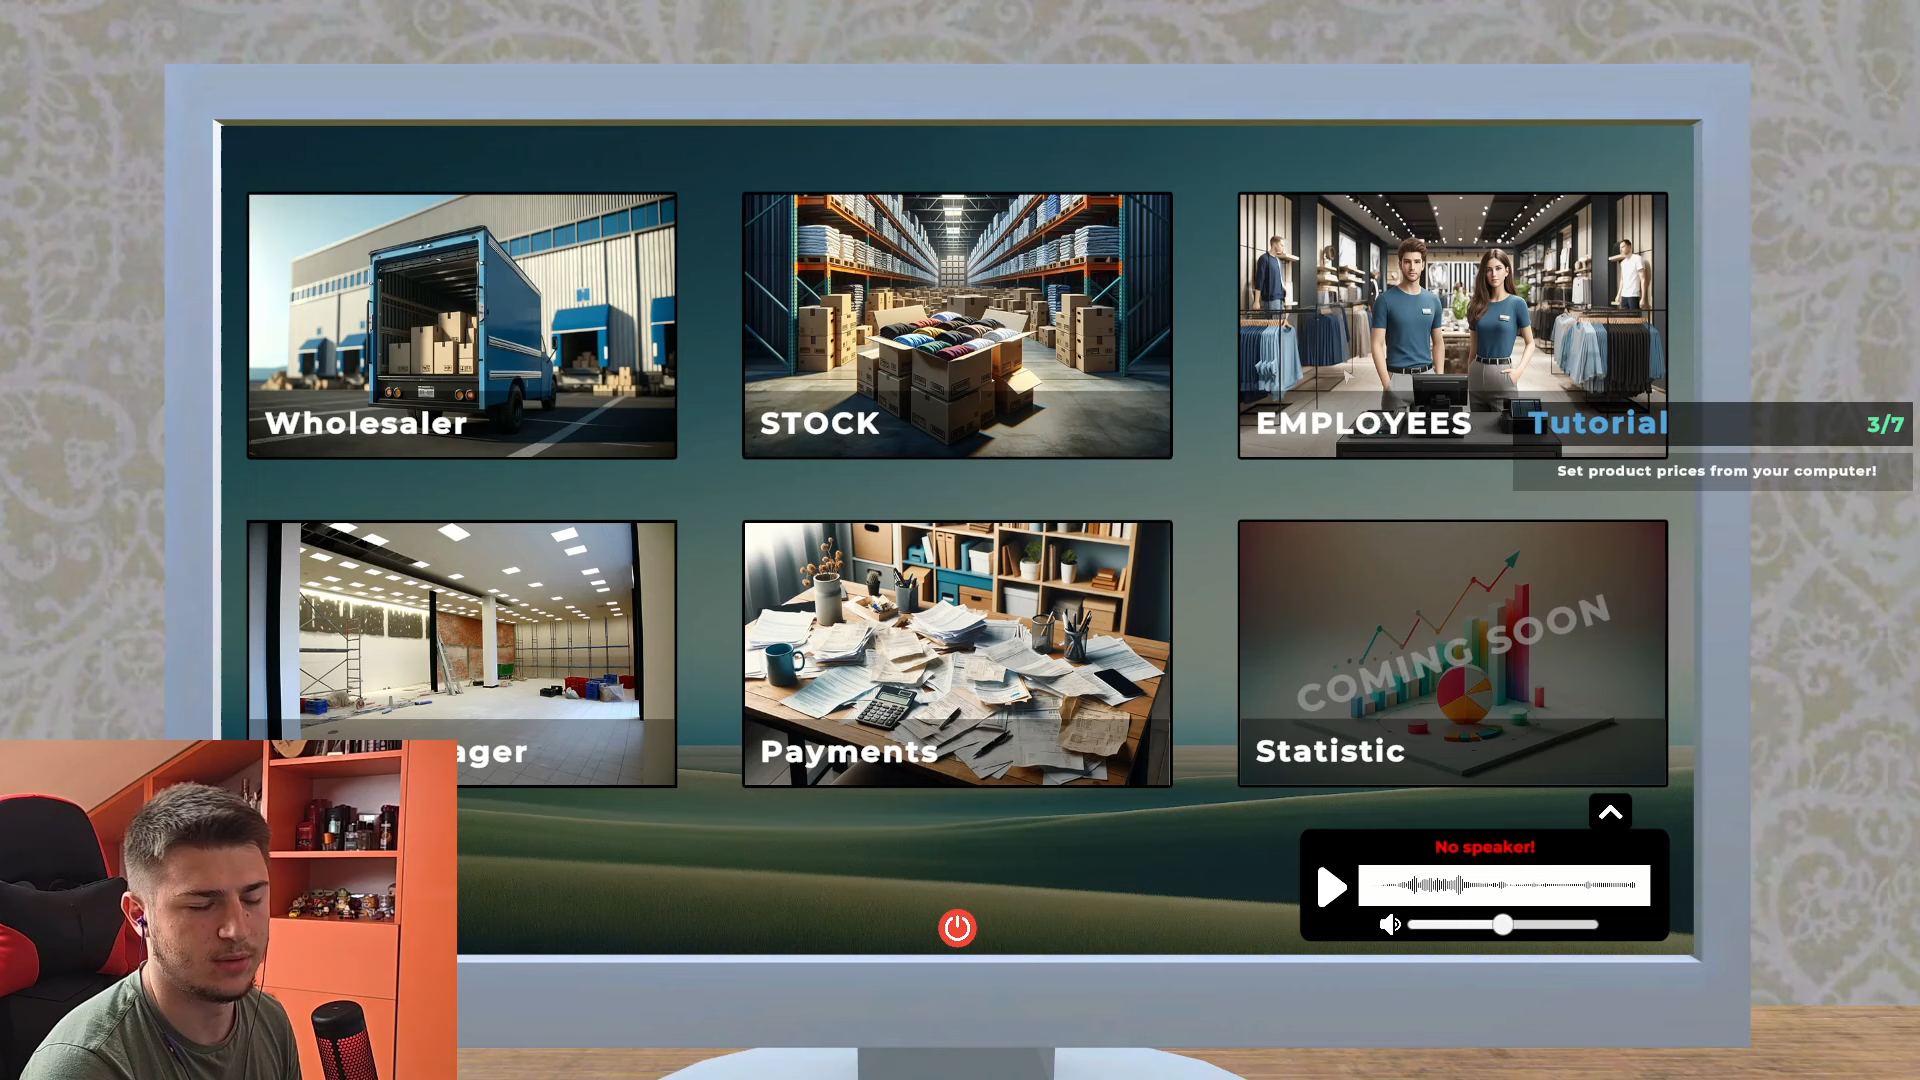 Wholesaler
STOCK
EMPLOYEES
Tutorial
3/7
Set product prices from your computer!
ager
Payments
COMING SOON
Statistic
No speaker!